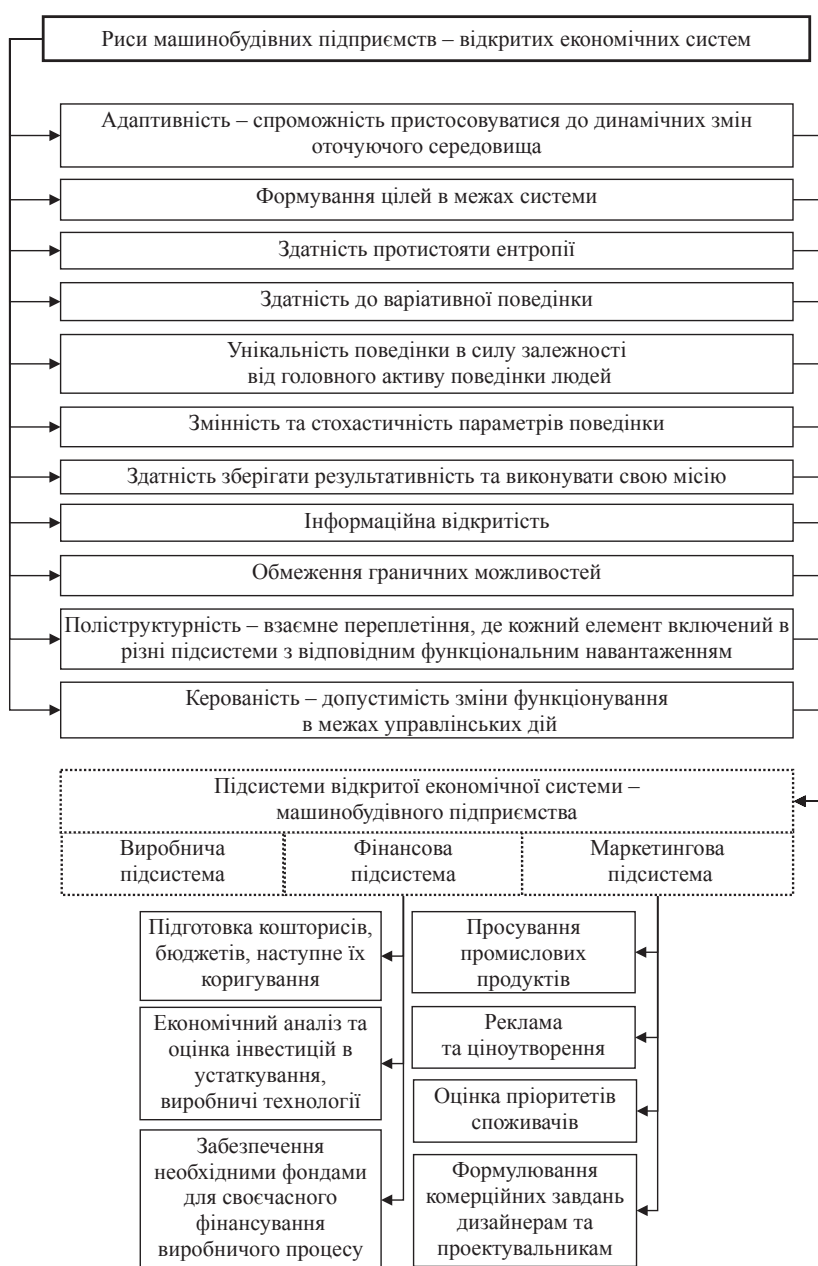 Риси машинобудівних підприємств – відкритих економічних систем
Адаптивність – спроможність пристосовуватися до динамічних змін
оточуючого середовища
Формування цілей в межах системи
Здатність протистояти ентропії
Здатність до варіативної поведінки
Унікальність поведінки в силу залежності
від головного активу поведінки людей
Змінність та стохастичність параметрів поведінки
Здатність зберігати результативність та виконувати свою місію
Інформаційна відкритість
Обмеження граничних можливостей
Поліструктурність – взаємне переплетіння, де кожний елемент включений в
різні підсистеми з відповідним функціональним навантаженням
Керованість – допустимість зміни функціонування
в межах управлінських дій
Підсистеми відкритої економічної системи –
машинобудівного підприємства
Виробнича
підсистема
Фінансова
підсистема
Маркетингова
підсистема
Підготовка кошторисів,
бюджетів, наступне їх
коригування
Економічний аналіз та
оцінка інвестицій в
устаткування,
виробничі технології
Забезпечення
необхідними фондами
для своєчасного
фінансування
виробничого процесу
Просування
промислових
продуктів
Реклама
та ціноутворення
Оцінка пріоритетів
споживачів
Формулювання
комерційних завдань
дизайнерам та
проектувальникам